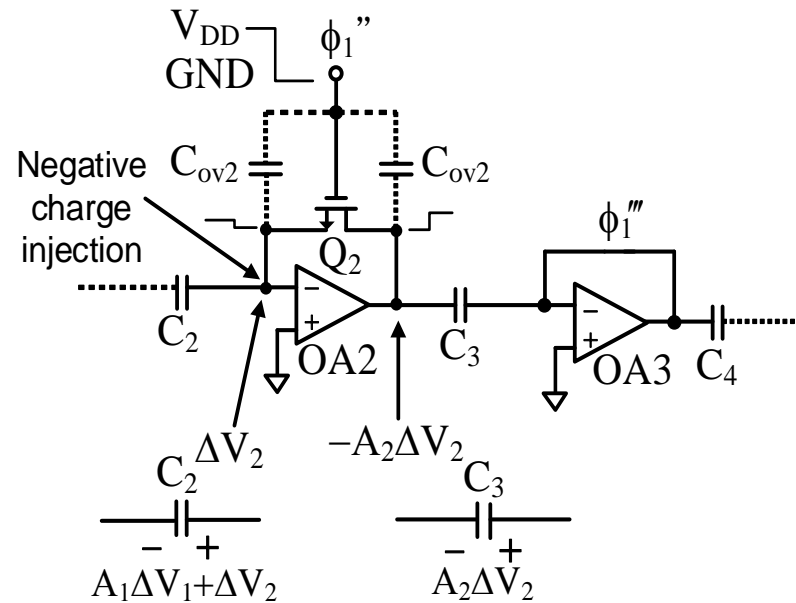 V_DD
GND
ϕ₁"
C_ov2
C_ov2
Negative
charge
injection
Q₂
ϕ₁‴
C₂
−
+
OA2
C₃
−
+
OA3
C₄
ΔV₂
−A₂ΔV₂
C₂
− +
A₁ΔV₁+ΔV₂
C₃
− +
A₂ΔV₂